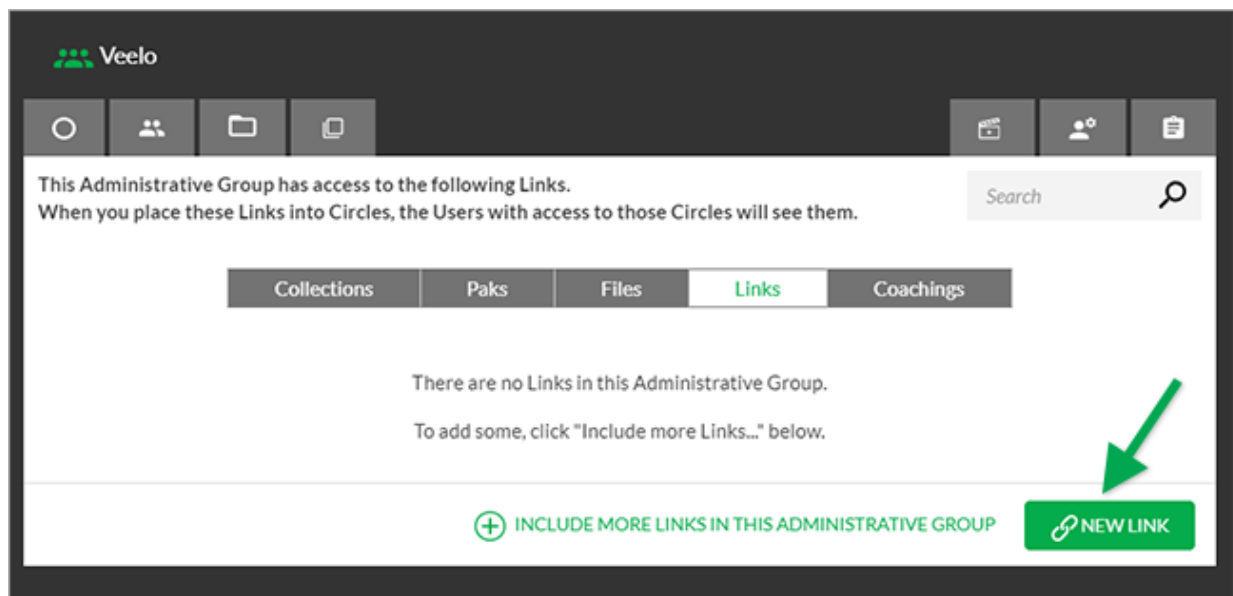 Veelo
This Administrative Group has access to the following Links.
When you place these Links into Circles, the Users with access to those Circles will see them.
Search
Collections
Paks
Files
Links
Coachings
There are no Links in this Administrative Group.
To add some, click "Include more Links..." below.
INCLUDE MORE LINKS IN THIS ADMINISTRATIVE GROUP
NEW LINK